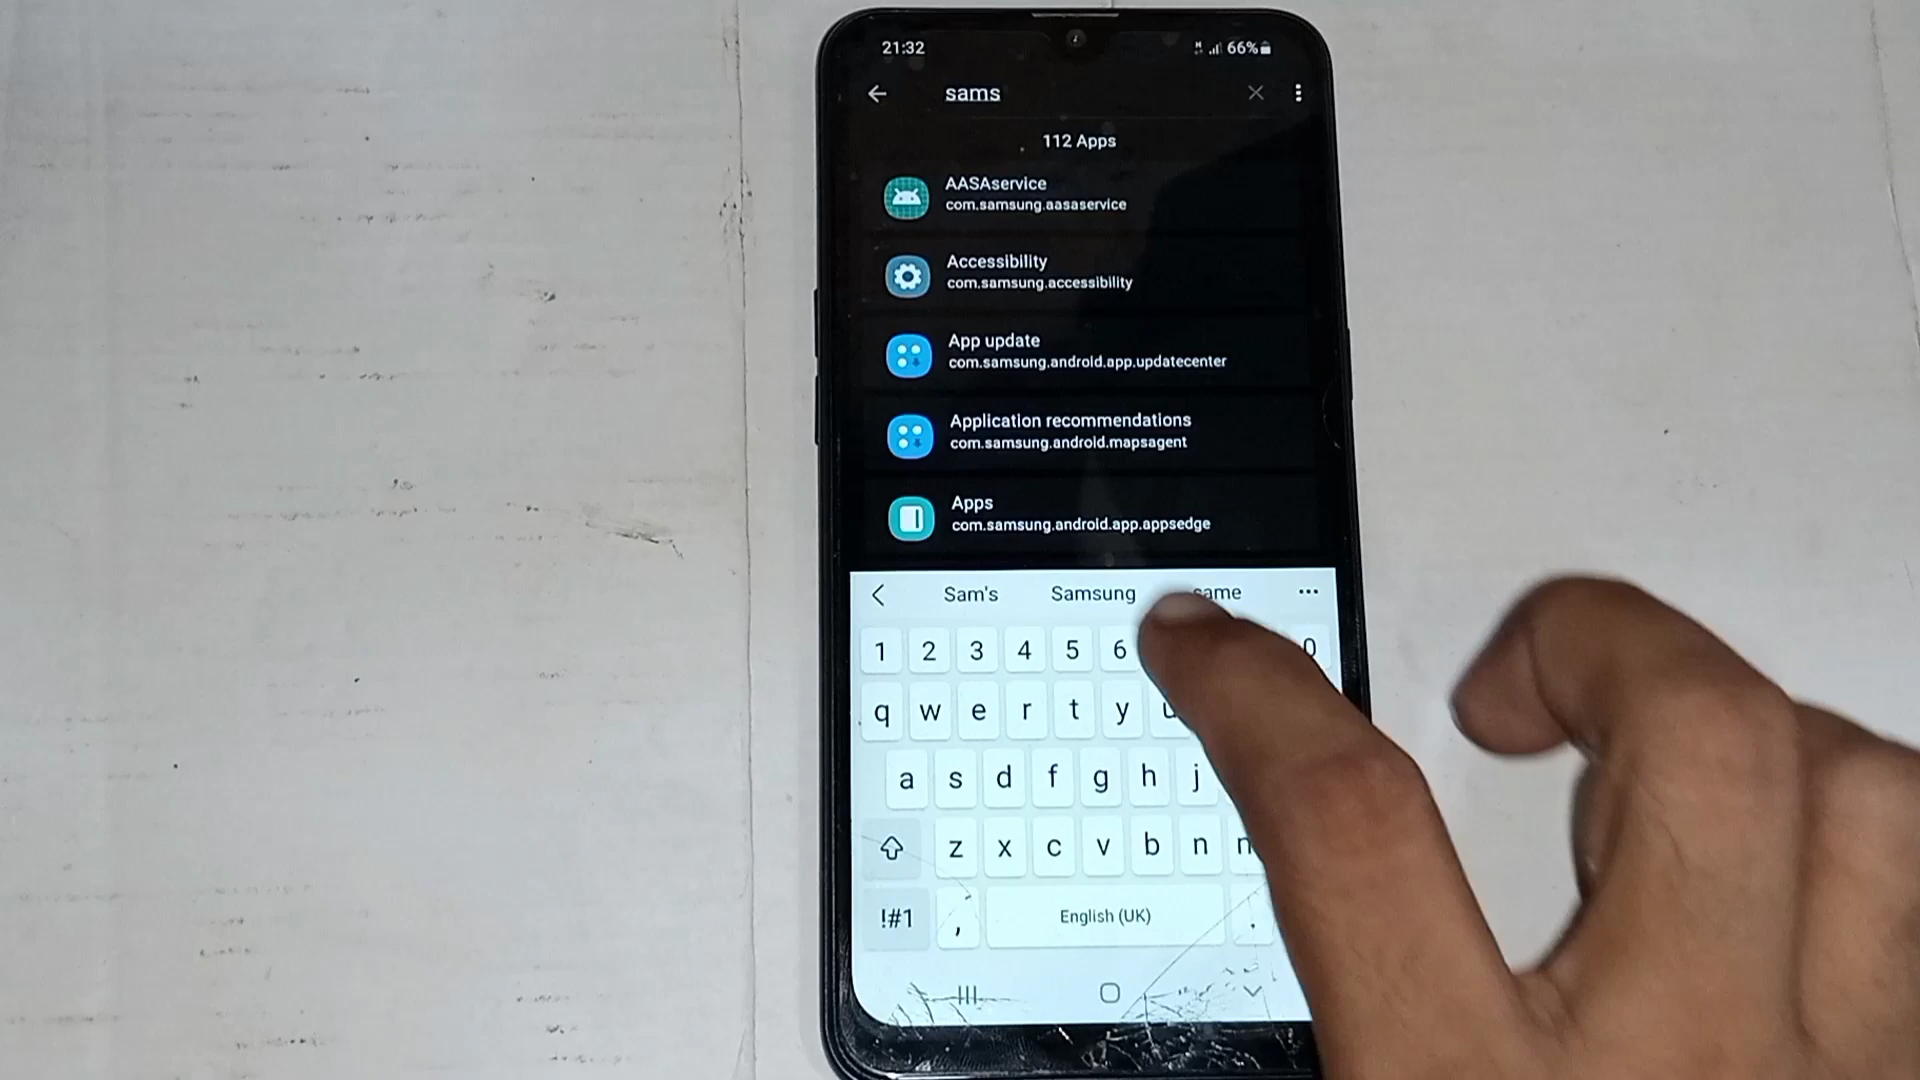 21:32 66%
sams
112 Apps
AASAservice
com.samsung.aasaservice
Accessibility
com.samsung.accessibility
App update
com.samsung.android.app.updatecenter
Application recommendations
com.samsung.android.mapsagent
Apps
com.samsung.android.app.appsedge
Sam's Samsung same
1 2 3 4 5 6 0
q w e r t y u
a s d f g h j
z x c v b n
!#1 , English (UK) .